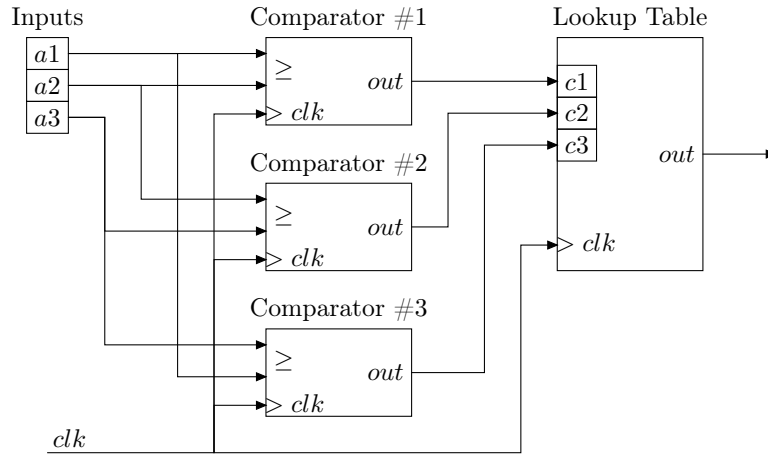 Inputs
a1
a2
a3
Comparator #1
≥
out
clk
Comparator #2
≥
out
clk
Comparator #3
≥
out
clk
Lookup Table
c1
c2
c3
out
clk
clk